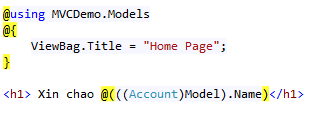 @using MVCDemo.Models
@{
    ViewBag.Title = "Home Page";
}
<h1> Xin chao @(((Account)Model).Name)</h1>